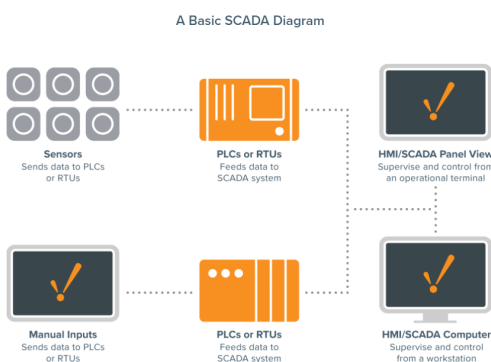 A Basic SCADA Diagram
Sensors
Sends data to PLCs
or RTUs
PLCs or RTUs
Feeds data to
SCADA system
HMI/SCADA Panel View
Supervise and control from
an operational terminal
Manual Inputs
Sends data to PLCs
or RTUs
PLCs or RTUs
Feeds data to
SCADA system
HMI/SCADA Computer
Supervise and control
from a workstation